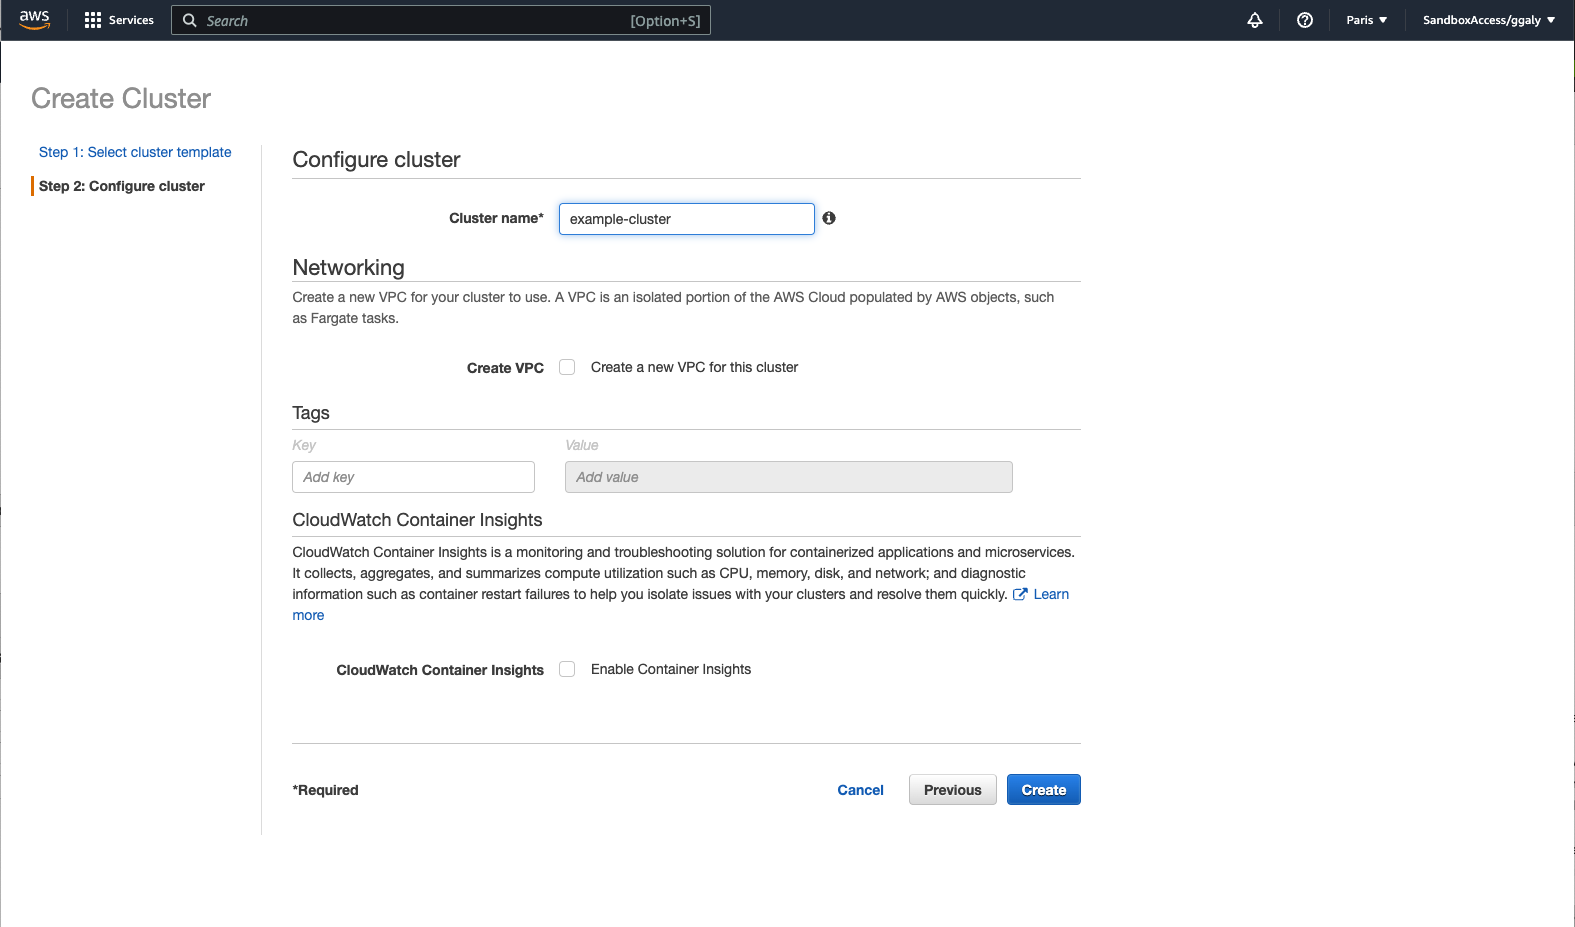 aws Services Search [Option+S] Paris SandboxAccess/ggaly
Create Cluster
Step 1: Select cluster template
Step 2: Configure cluster
Configure cluster
Cluster name* example-cluster
Networking
Create a new VPC for your cluster to use. A VPC is an isolated portion of the AWS Cloud populated by AWS objects, such
as Fargate tasks.
Create VPC Create a new VPC for this cluster
Tags
Key Value
Add key Add value
CloudWatch Container Insights
CloudWatch Container Insights is a monitoring and troubleshooting solution for containerized applications and microservices.
It collects, aggregates, and summarizes compute utilization such as CPU, memory, disk, and network; and diagnostic
information such as container restart failures to help you isolate issues with your clusters and resolve them quickly. Learn
more
CloudWatch Container Insights Enable Container Insights
*Required Cancel Previous Create